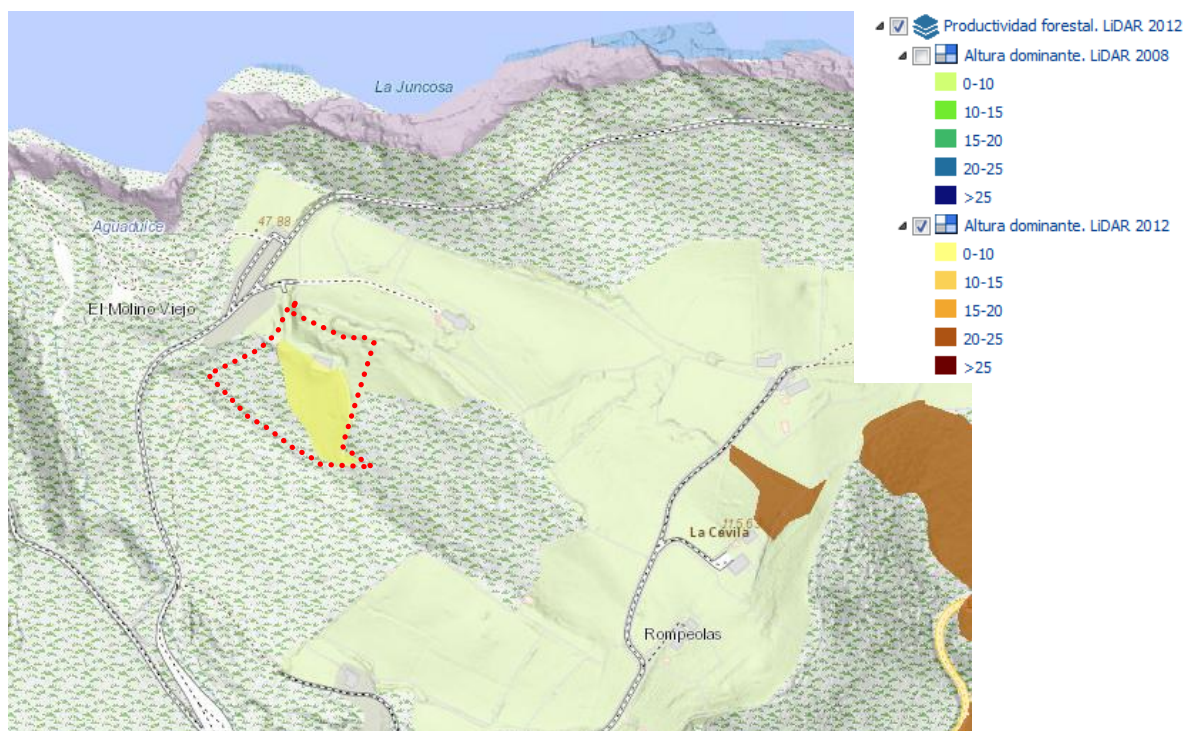 La Juncosa
Aguadulce
47,88
El Molino Viejo
La Cevila
Rompeolas
Productividad forestal. LiDAR 2012
Altura dominante. LiDAR 2008
0-10
10-15
15-20
20-25
>25
Altura dominante. LiDAR 2012
0-10
10-15
15-20
20-25
>25